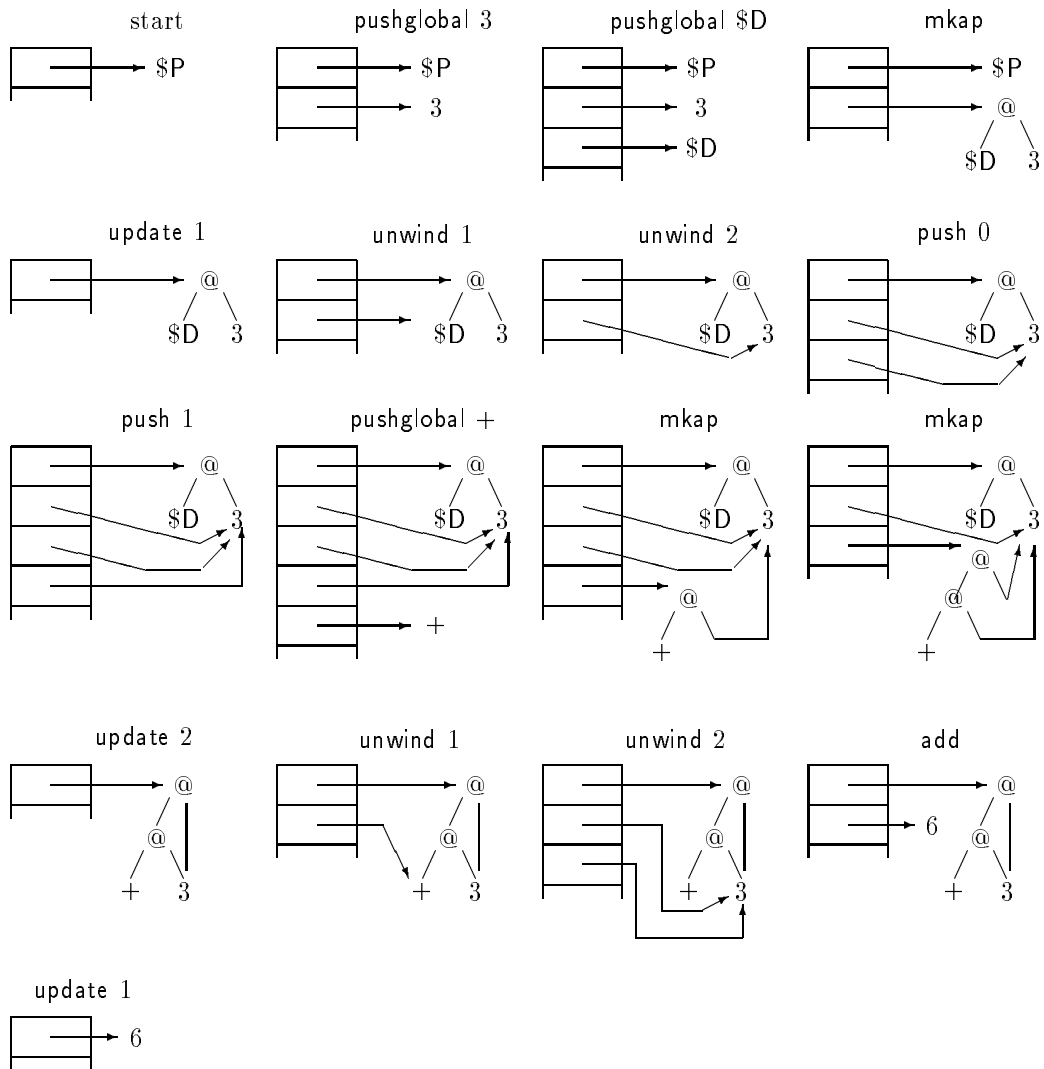 start pushglobal 3 pushglobal $D mkap
$P $P $P $P
3 3 @
$D $D 3
update 1 unwind 1 unwind 2 push 0
@ @ @ @
$D 3 $D 3 $D 3 $D 3
push 1 pushglobal + mkap mkap
@ @ @ @
$D 3 $D 3 $D 3 $D 3
@
@ @
+
+ +
update 2 unwind 1 unwind 2 add
@ @ @ @
6
@ @ @ @
+ 3 + 3 + 3 + 3
update 1
6